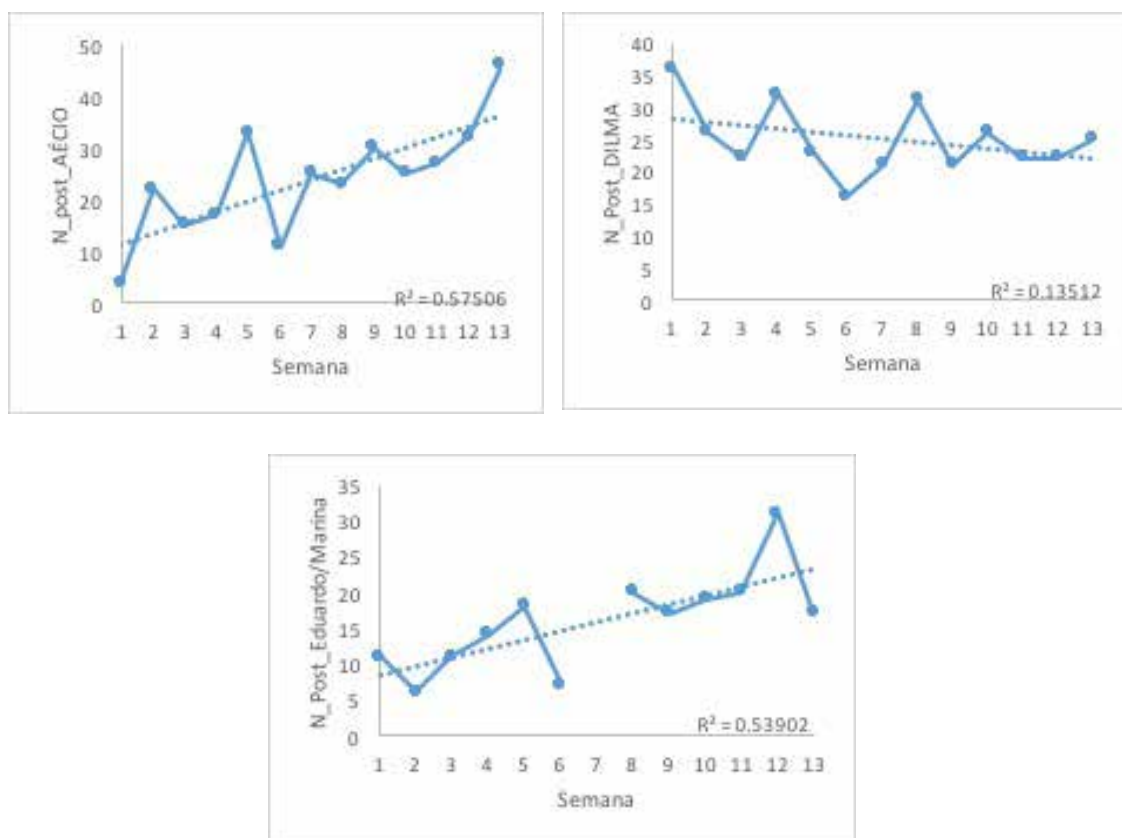 50
40
30
20
10
0
N_post_AÉCIO
R² = 0.57506
1 2 3 4 5 6 7 8 9 10 11 12 13
Semana
40
35
30
25
20
15
10
5
0
N_Post_DILMA
R² = 0.13512
1 2 3 4 5 6 7 8 9 10 11 12 13
Semana
35
30
25
20
15
10
5
0
N_Post_Eduardo/Marina
R² = 0.53902
1 2 3 4 5 6 7 8 9 10 11 12 13
Semana